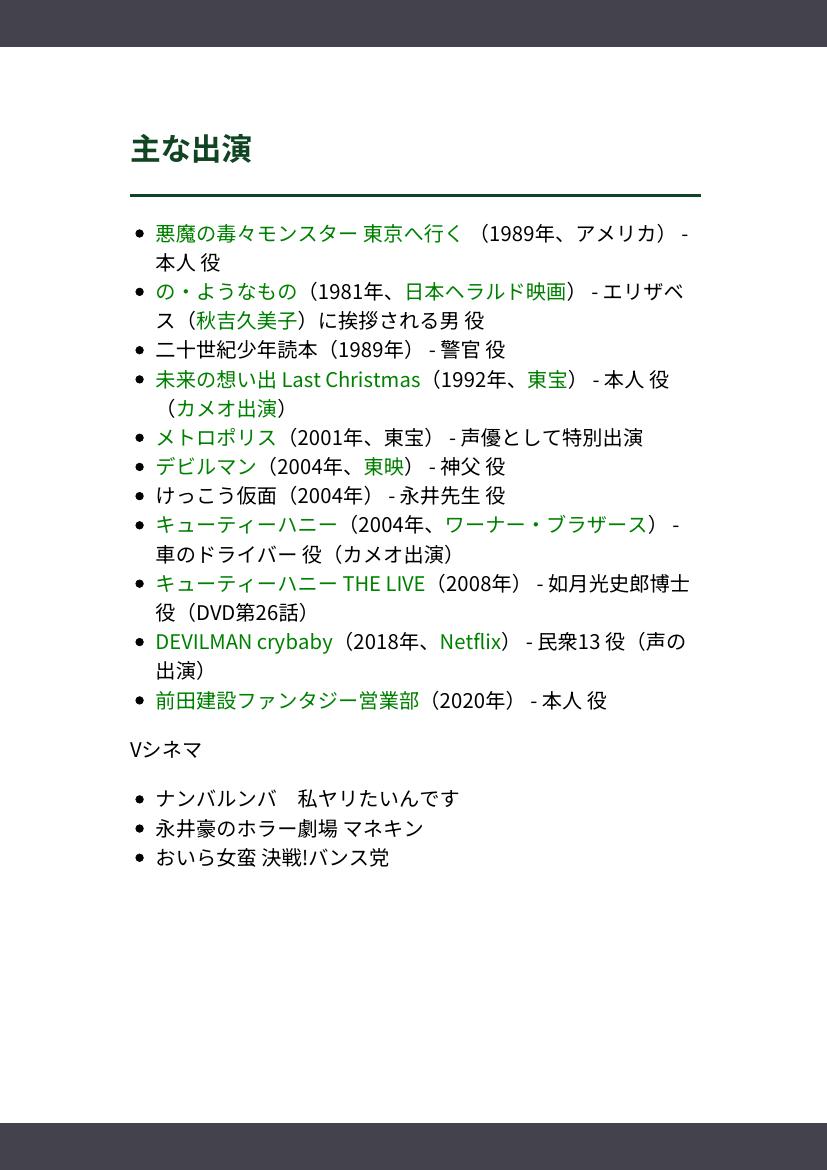 主な出演
悪魔の毒々モンスター 東京へ行く （1989年、アメリカ） -
本人 役
の・ようなもの（1981年、日本ヘラルド映画） - エリザベ
ス（秋吉久美子）に挨拶される男 役
二十世紀少年読本（1989年） - 警官 役
未来の想い出 Last Christmas（1992年、東宝） - 本人 役
（カメオ出演）
メトロポリス（2001年、東宝） - 声優として特別出演
デビルマン（2004年、東映） - 神父 役
けっこう仮面（2004年） - 永井先生 役
キューティーハニー（2004年、ワーナー・ブラザース） -
車のドライバー 役（カメオ出演）
キューティーハニー THE LIVE（2008年） - 如月光史郎博士
役（DVD第26話）
DEVILMAN crybaby（2018年、Netflix） - 民衆13 役（声の
出演）
前田建設ファンタジー営業部（2020年） - 本人 役
Vシネマ
ナンバルンバ　私ヤリたいんです
永井豪のホラー劇場 マネキン
おいら女蛮 決戦!バンス党